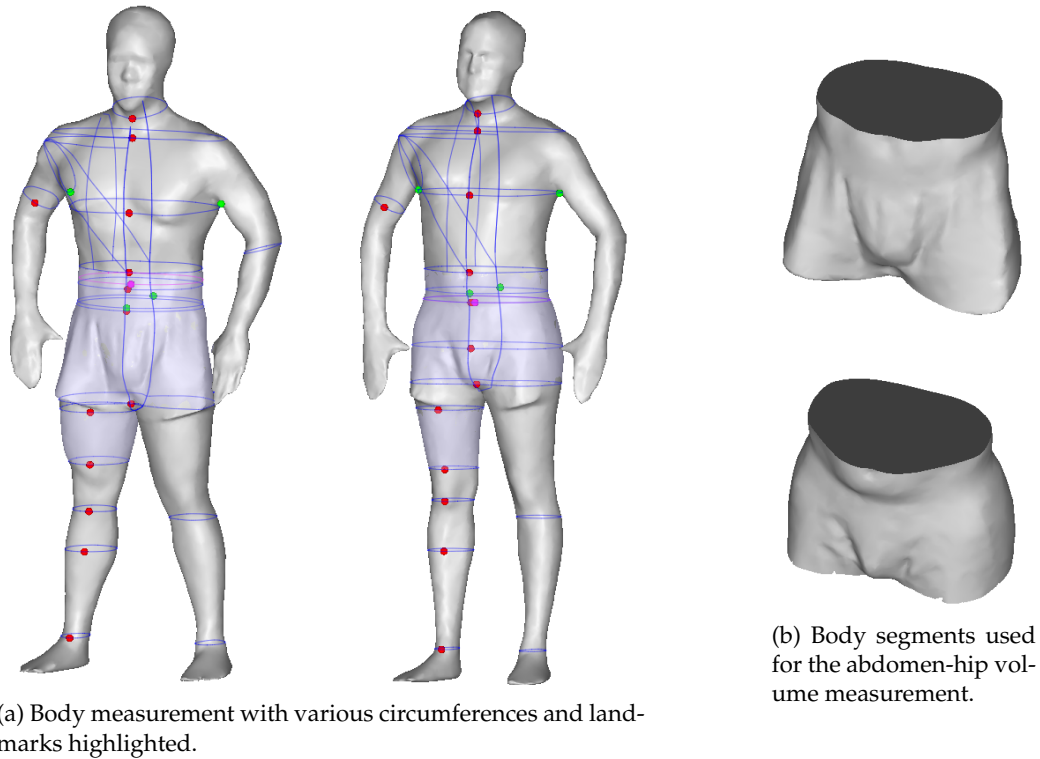 (a) Body measurement with various circumferences and land-
marks highlighted.
(b) Body segments used
for the abdomen-hip vol-
ume measurement.